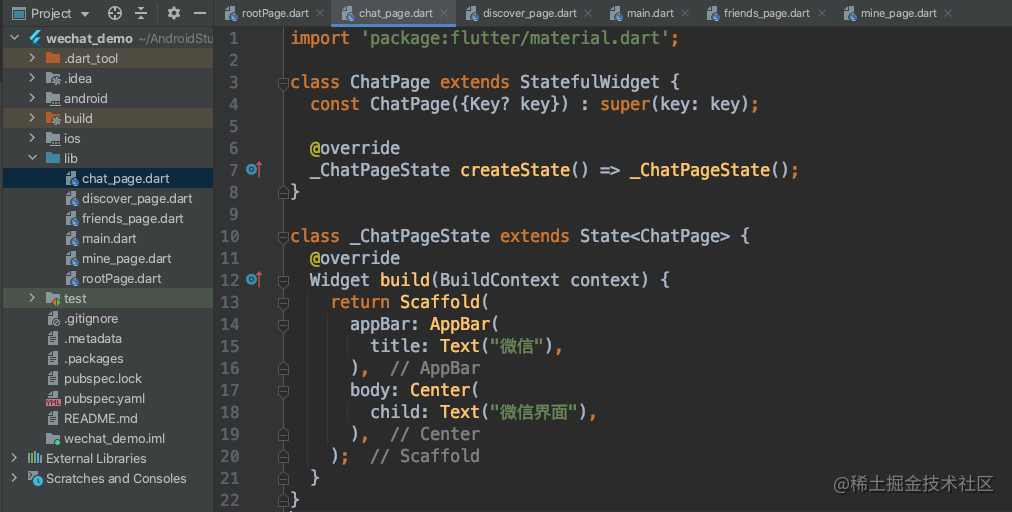 Project
rootPage.dart
chat_page.dart
discover_page.dart
main.dart
friends_page.dart
mine_page.dart
wechat_demo ~/AndroidStu
.dart_tool
.idea
android
build
ios
lib
chat_page.dart
discover_page.dart
friends_page.dart
main.dart
mine_page.dart
rootPage.dart
test
.gitignore
.metadata
.packages
pubspec.lock
pubspec.yaml
README.md
wechat_demo.iml
External Libraries
Scratches and Consoles
1 import 'package:flutter/material.dart';
2
3 class ChatPage extends StatefulWidget {
4 const ChatPage({Key? key}) : super(key: key);
5
6 @override
7 _ChatPageState createState() => _ChatPageState();
8 }
9
10 class _ChatPageState extends State<ChatPage> {
11 @override
12 Widget build(BuildContext context) {
13 return Scaffold(
14 appBar: AppBar(
15 title: Text("微信"),
16 ), // AppBar
17 body: Center(
18 child: Text("微信界面"),
19 ), // Center
20 ); // Scaffold
21 }
22 }
@稀土掘金技术社区